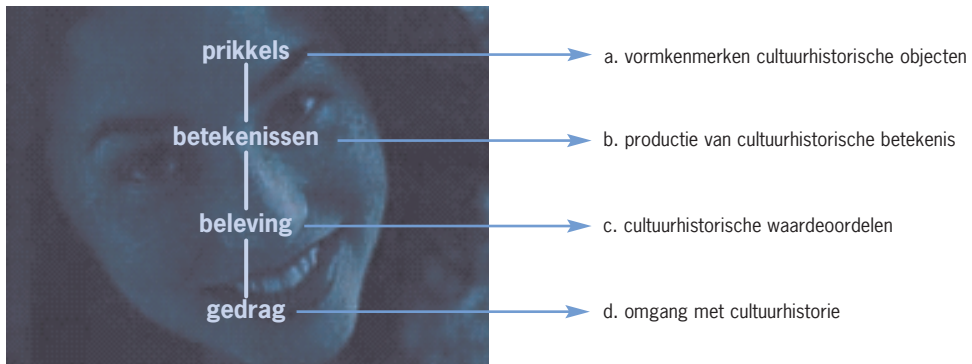 prikkels
a. vormkenmerken cultuurhistorische objecten
betekenissen
b. productie van cultuurhistorische betekenis
beleving
c. cultuurhistorische waardeoordelen
gedrag
d. omgang met cultuurhistorie